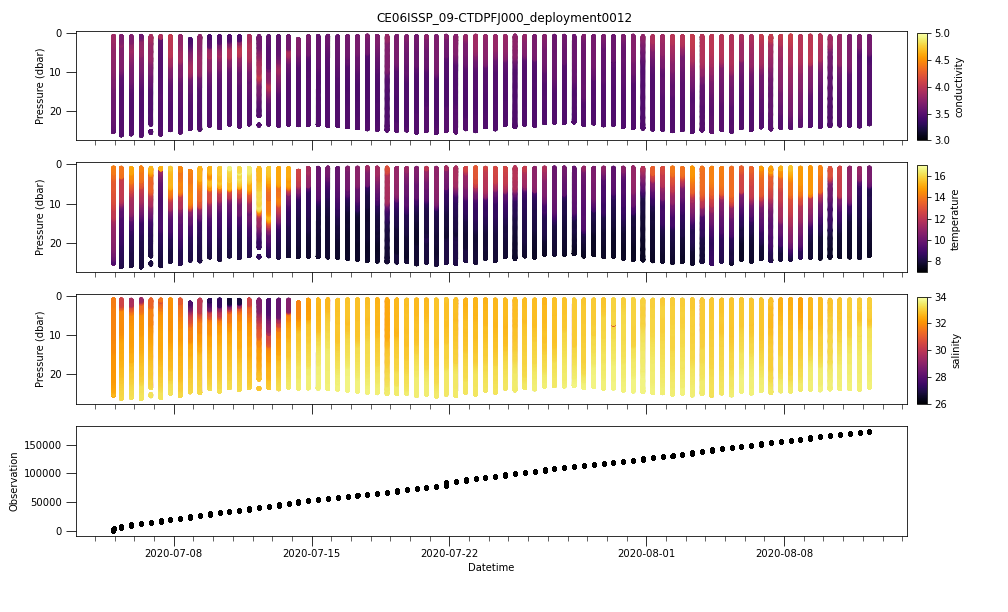 CE06ISSP_09-CTDPFJ000_deployment0012
0
10
20
Pressure (dbar)
5.0
4.5
4.0
3.5
3.0
conductivity
0
10
20
Pressure (dbar)
16
14
12
10
8
temperature
0
10
20
Pressure (dbar)
34
32
30
28
26
salinity
150000
100000
50000
0
Observation
2020-07-08 2020-07-15 2020-07-22 2020-08-01 2020-08-08
Datetime